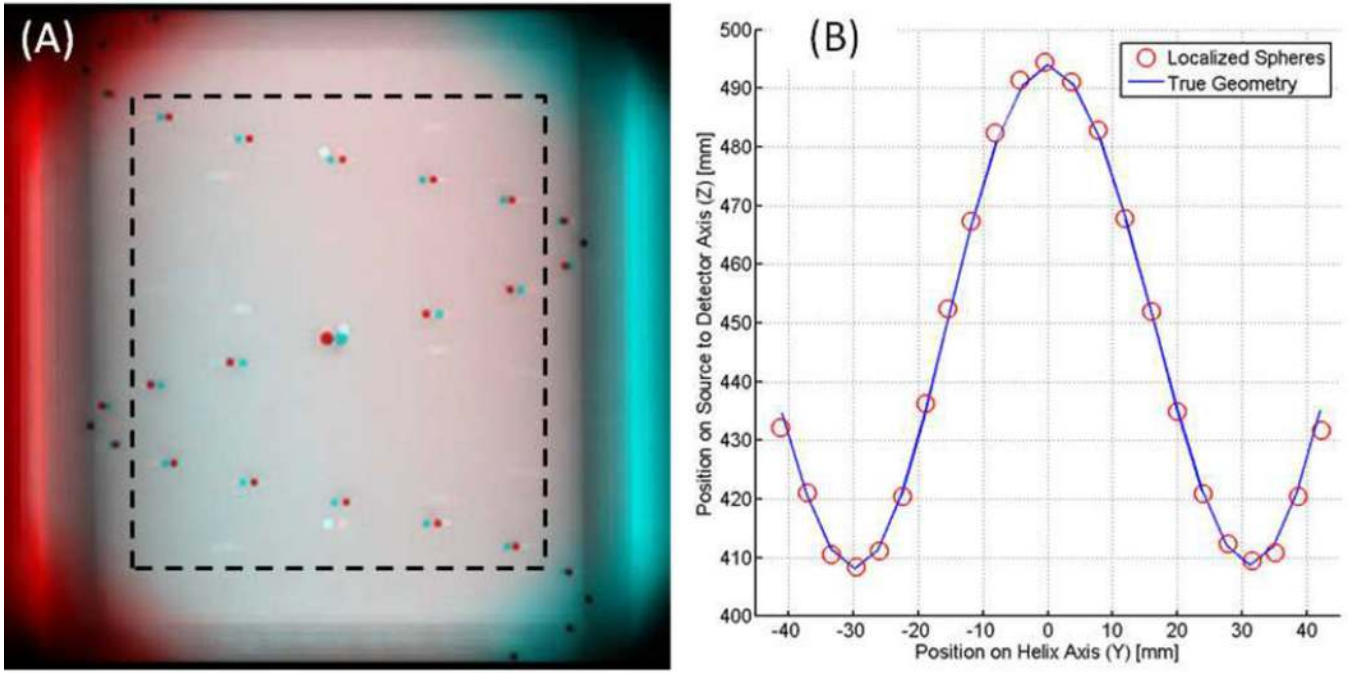 (A)
(B)
Localized Spheres
True Geometry
Position on Source to Detector Axis (Z) [mm]
500
490
480
470
460
450
440
430
420
410
400
-40 -30 -20 -10 0 10 20 30 40
Position on Helix Axis (Y) [mm]